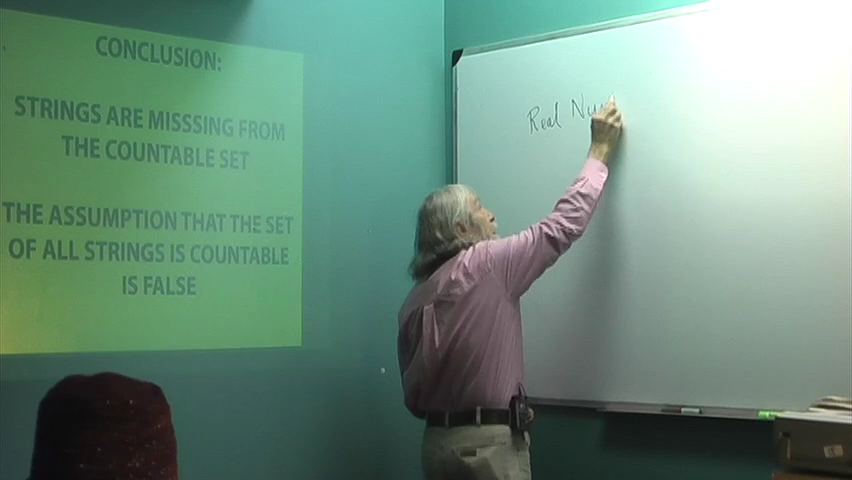 CONCLUSION:
STRINGS ARE MISSSING FROM
THE COUNTABLE SET
THE ASSUMPTION THAT THE SET
OF ALL STRINGS IS COUNTABLE
IS FALSE
Real